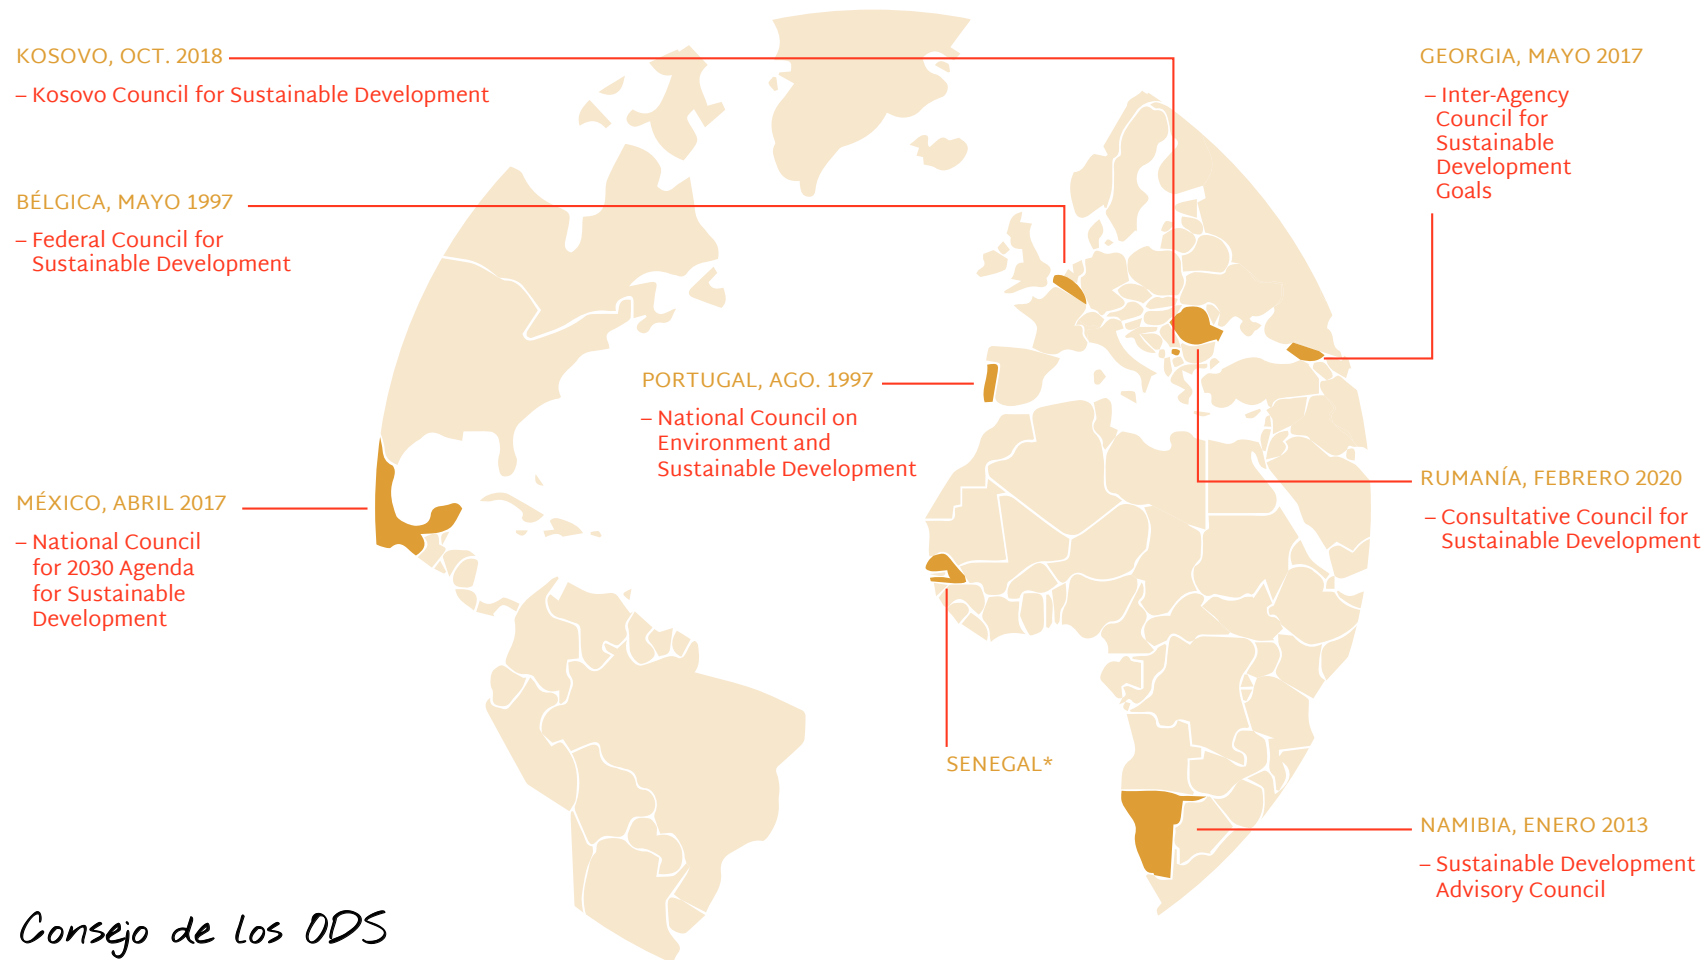 KOSOVO, OCT. 2018
– Kosovo Council for Sustainable Development
BÉLGICA, MAYO 1997
– Federal Council for
Sustainable Development
MÉXICO, ABRIL 2017
– National Council
for 2030 Agenda
for Sustainable
Development
PORTUGAL, AGO. 1997
– National Council on
Environment and
Sustainable Development
SENEGAL*
GEORGIA, MAYO 2017
– Inter-Agency
Council for
Sustainable
Development
Goals
RUMANÍA, FEBRERO 2020
– Consultative Council for
Sustainable Development
NAMIBIA, ENERO 2013
– Sustainable Development
Advisory Council
Consejo de los ODS